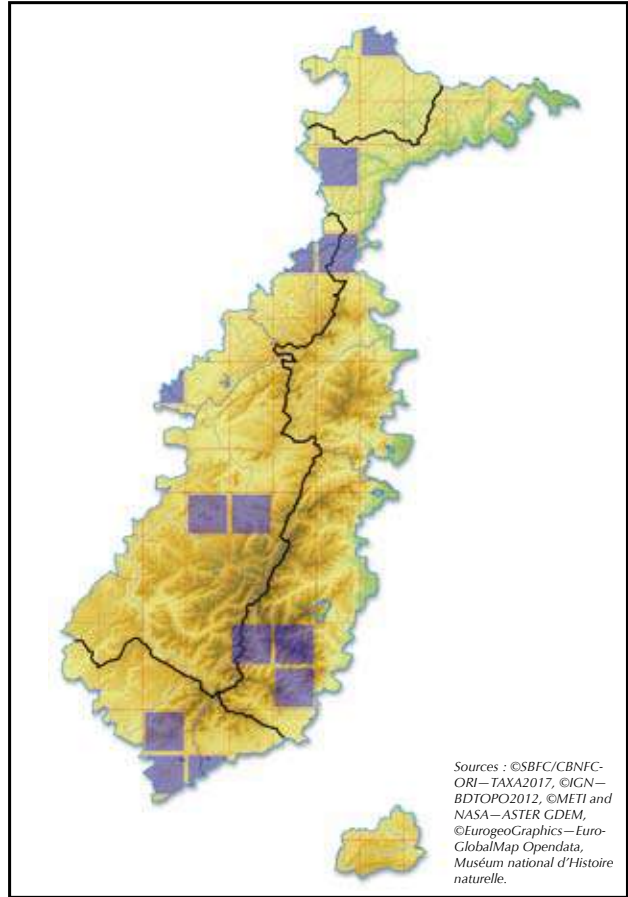 Sources : ©SBFC/CBNFC-
ORI—TAXA2017, ©IGN—
BDTOPO2012, ©METI and
NASA—ASTER GDEM,
©EurogeoGraphics—Euro-
GlobalMap Opendata,
Muséum national d’Histoire
naturelle.